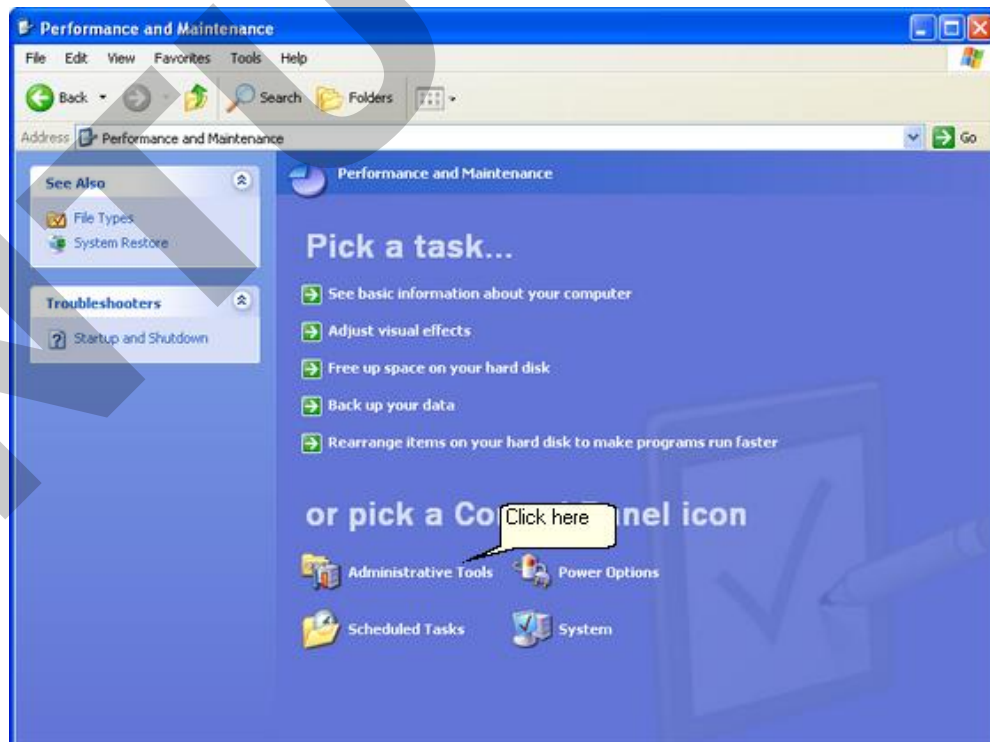 Performance and Maintenance
File Edit View Favorites Tools Help
Back Search Folders
Address Performance and Maintenance Go
See Also
File Types
System Restore
Troubleshooters
Startup and Shutdown
Performance and Maintenance
Pick a task...
See basic information about your computer
Adjust visual effects
Free up space on your hard disk
Back up your data
Rearrange items on your hard disk to make programs run faster
or pick a Co nel icon
Click here
Administrative Tools
Power Options
Scheduled Tasks
System